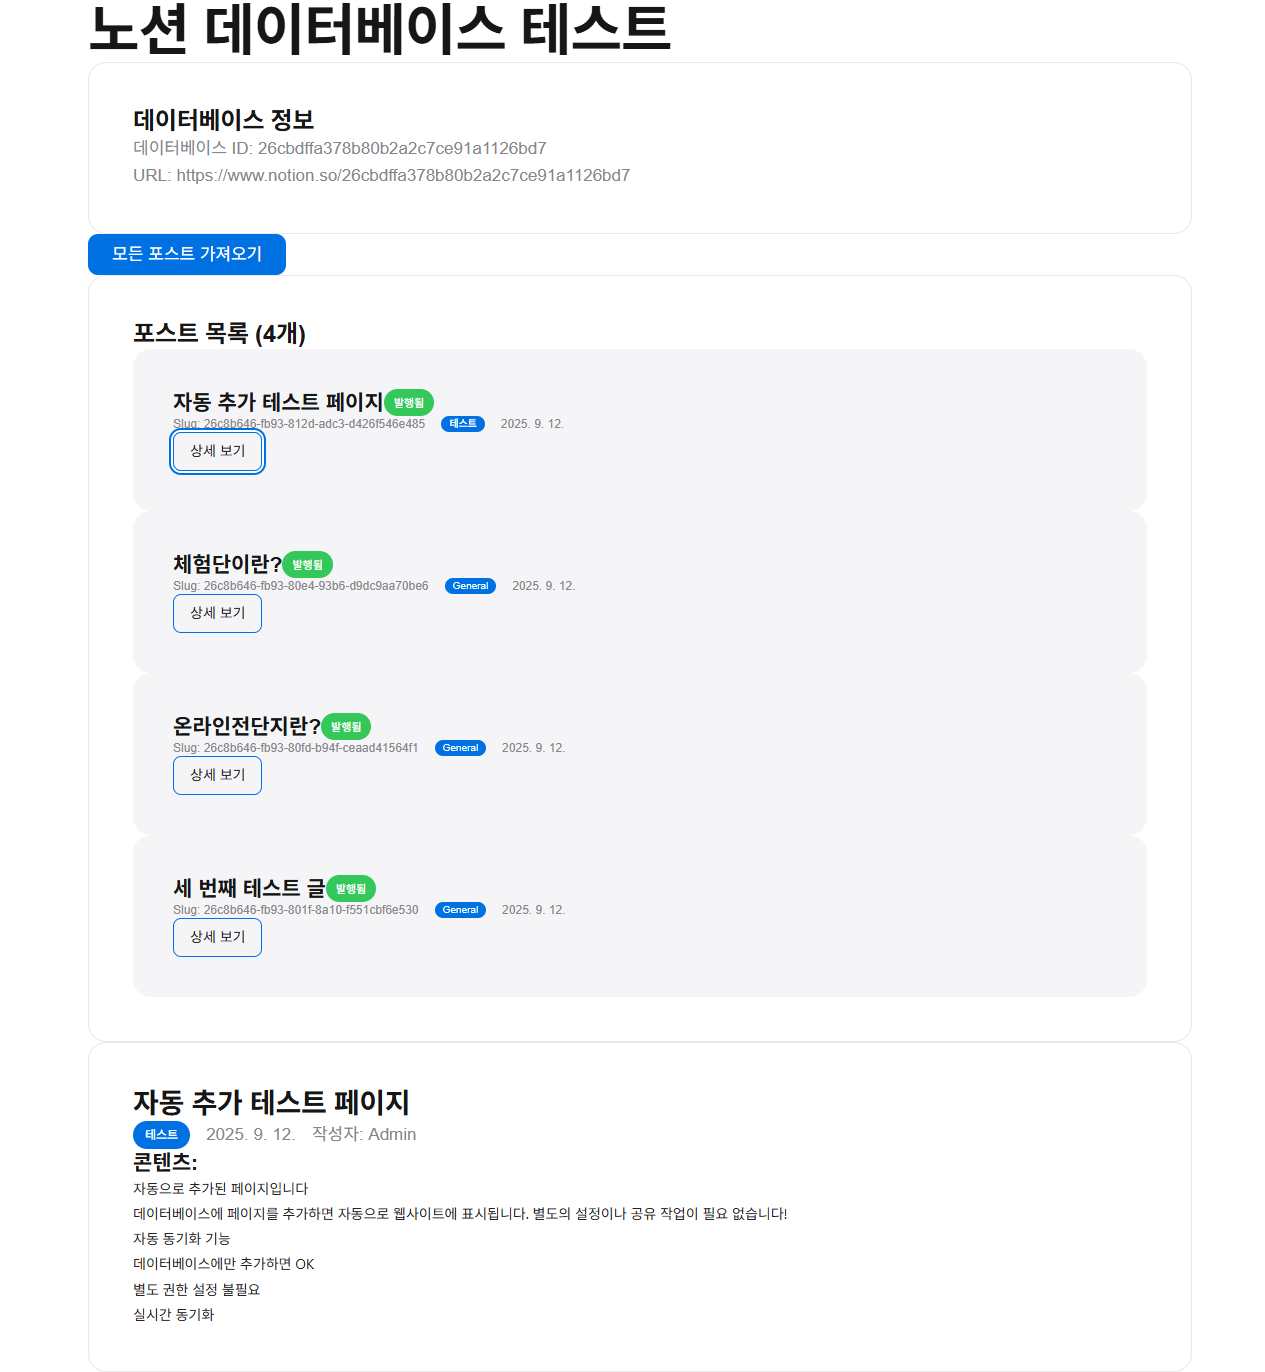 노션 데이터베이스 테스트
데이터베이스 정보
데이터베이스 ID: 26cbdffa378b80b2a2c7ce91a1126bd7
URL: https://www.notion.so/26cbdffa378b80b2a2c7ce91a1126bd7
모든 포스트 가져오기
포스트 목록 (4개)
자동 추가 테스트 페이지 발행됨
Slug: 26c8b646-fb93-812d-adc3-d426f546e485 테스트 2025. 9. 12.
상세 보기
체험단이란? 발행됨
Slug: 26c8b646-fb93-80e4-93b6-d9dc9aa70be6 General 2025. 9. 12.
상세 보기
온라인전단지란? 발행됨
Slug: 26c8b646-fb93-80fd-b94f-ceaad41564f1 General 2025. 9. 12.
상세 보기
세 번째 테스트 글 발행됨
Slug: 26c8b646-fb93-801f-8a10-f551cbf6e530 General 2025. 9. 12.
상세 보기
자동 추가 테스트 페이지
테스트 2025. 9. 12. 작성자: Admin
콘텐츠:
자동으로 추가된 페이지입니다
데이터베이스에 페이지를 추가하면 자동으로 웹사이트에 표시됩니다. 별도의 설정이나 공유 작업이 필요 없습니다!
자동 동기화 기능
데이터베이스에만 추가하면 OK
별도 권한 설정 불필요
실시간 동기화